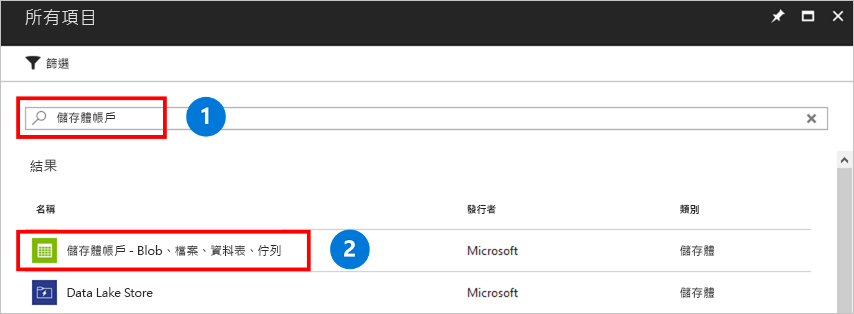 所有項目
篩選
儲存體帳戶
1
結果
名稱 發行者 類別
儲存體帳戶 - Blob、檔案、資料表、佇列 Microsoft 儲存體
2
Data Lake Store Microsoft 儲存體